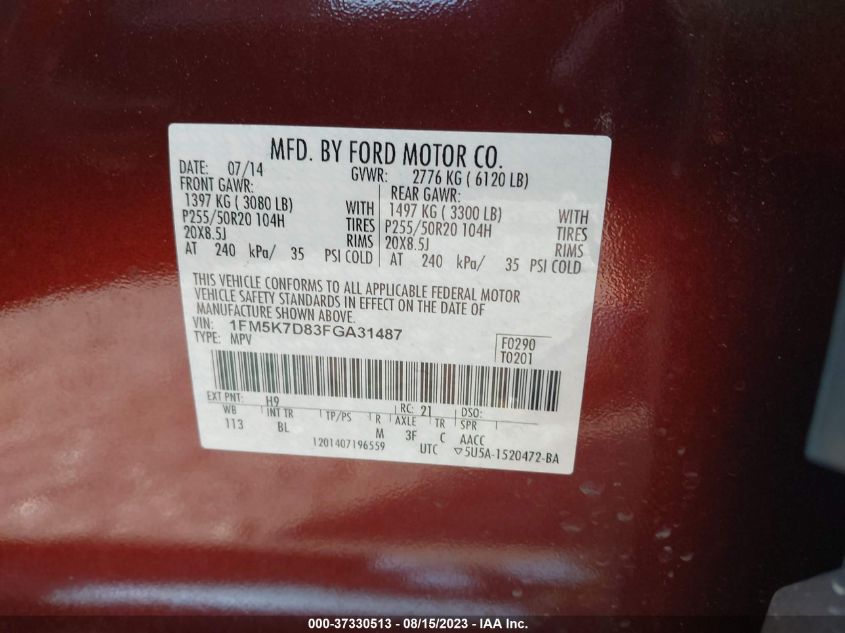 MFD. BY FORD MOTOR CO.
DATE: 07/14 GVWR: 2776 KG ( 6120 LB)
FRONT GAWR: REAR GAWR:
1397 KG ( 3080 LB) WITH 1497 KG ( 3300 LB) WITH
P255/50R20 104H TIRES P255/50R20 104H TIRES
20X8.5J RIMS 20X8.5J RIMS
AT 240 kPa/ 35 PSI COLD AT 240 kPa/ 35 PSI COLD
THIS VEHICLE CONFORMS TO ALL APPLICABLE FEDERAL MOTOR
VEHICLE SAFETY STANDARDS IN EFFECT ON THE DATE OF
MANUFACTURE SHOWN ABOVE.
VIN: 1FM5K7D83FGA31487
TYPE: MPV
F0290
T0201
EXT PNT: H9 RC: 21 DSO:
WB INT TR TP/PS R AXLE TR SPR
113 BL M 3F C AACC
1201407196559 UTC ▽5U5A-1520472-BA
000-37330513 - 08/15/2023 - IAA Inc.